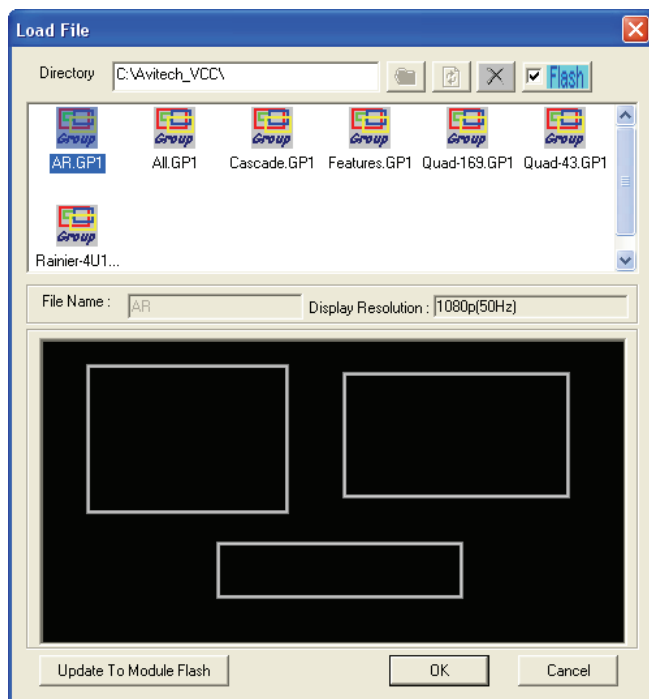 Load File
Directory C:\Avitech_VCC\ Flash
Group Group Group Group Group Group
AR.GP1 All.GP1 Cascade.GP1 Features.GP1 Quad-169.GP1 Quad-43.GP1
Group
Rainier-4U1...
File Name : AR Display Resolution : 1080p(50Hz)
Update To Module Flash OK Cancel